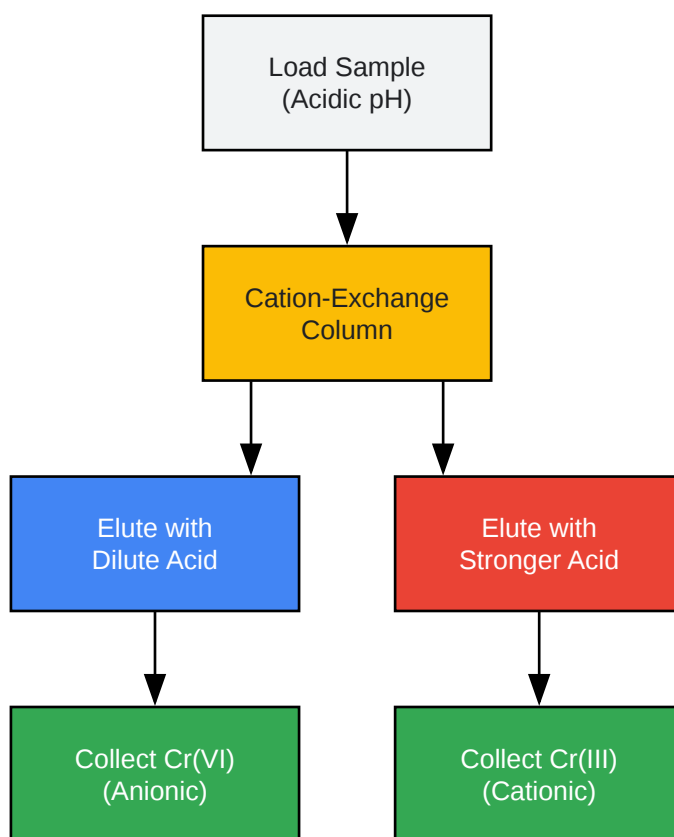 Load Sample
(Acidic pH)
Cation-Exchange
Column
Elute with
Dilute Acid
Elute with
Stronger Acid
Collect Cr(VI)
(Anionic)
Collect Cr(III)
(Cationic)